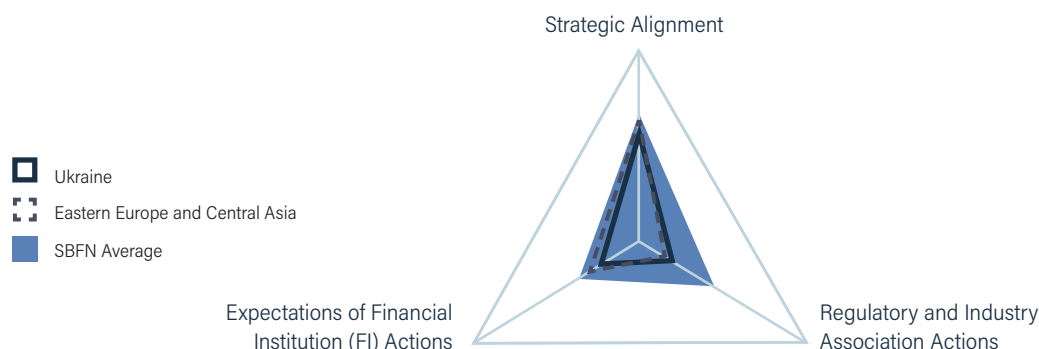 Strategic Alignment
Ukraine
Eastern Europe and Central Asia
SBFN Average
Expectations of Financial
Institution (FI) Actions
Regulatory and Industry
Association Actions